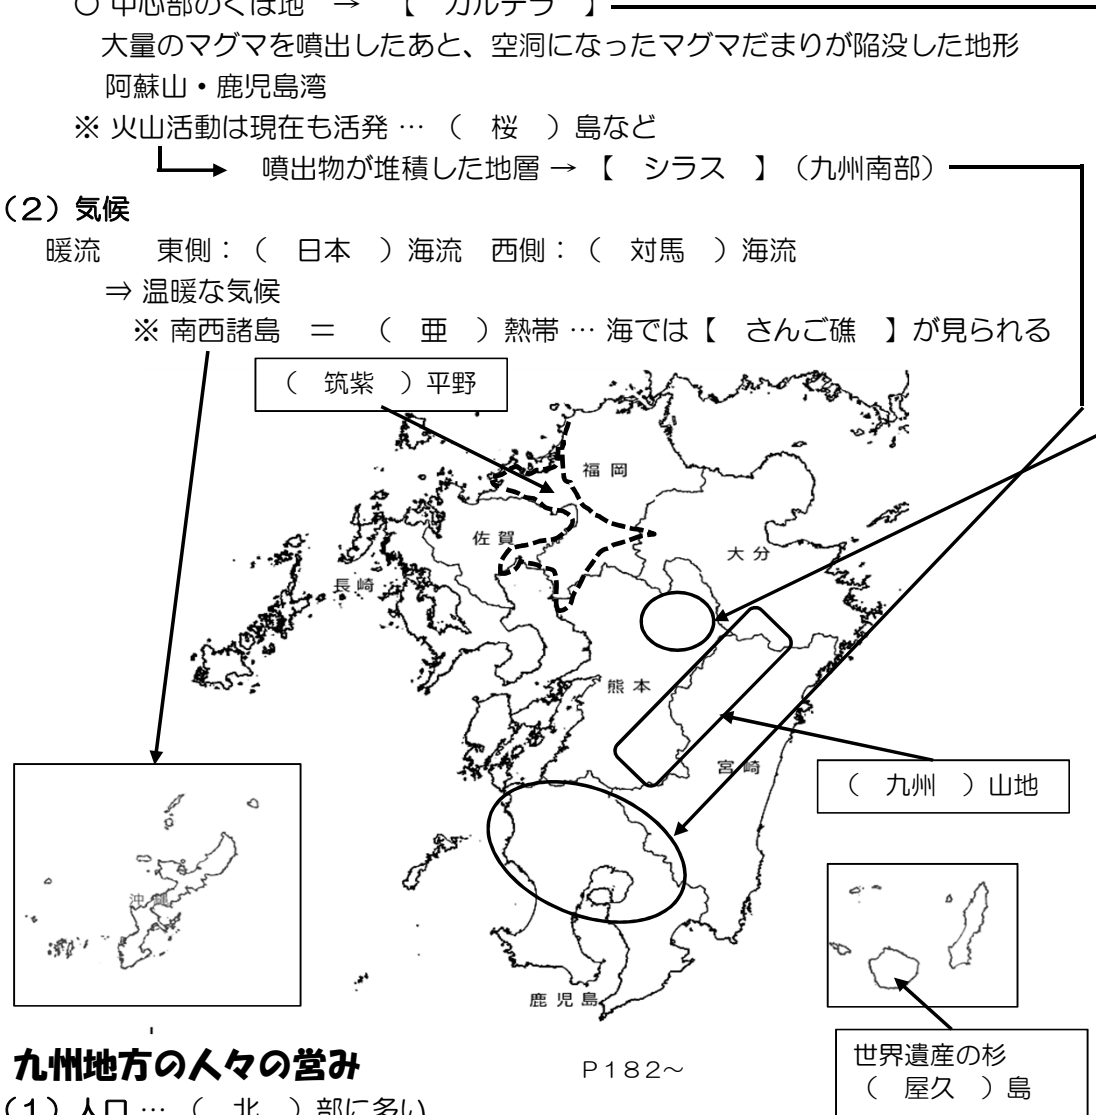 〇 中心部のくぼ地 → 【 カルデラ 】
大量のマグマを噴出したあと、空洞になったマグマだまりが陥没した地形
阿蘇山・鹿児島湾
※ 火山活動は現在も活発 … （ 桜 ）島など
噴出物が堆積した地層 → 【 シラス 】（九州南部）
（２）気候
暖流 東側：（ 日本 ）海流 西側：（ 対馬 ）海流
⇒ 温暖な気候
※ 南西諸島 ＝ （ 亜 ）熱帯 … 海では【 さんご礁 】が見られる
（ 筑紫 ）平野
福岡
佐賀
大分
長崎
熊本
宮崎
（ 九州 ）山地
沖縄
鹿児島
世界遺産の杉
（ 屋久 ）島
九州地方の人々の営み P182～
（１）人口 … （ 北 ）部に多い